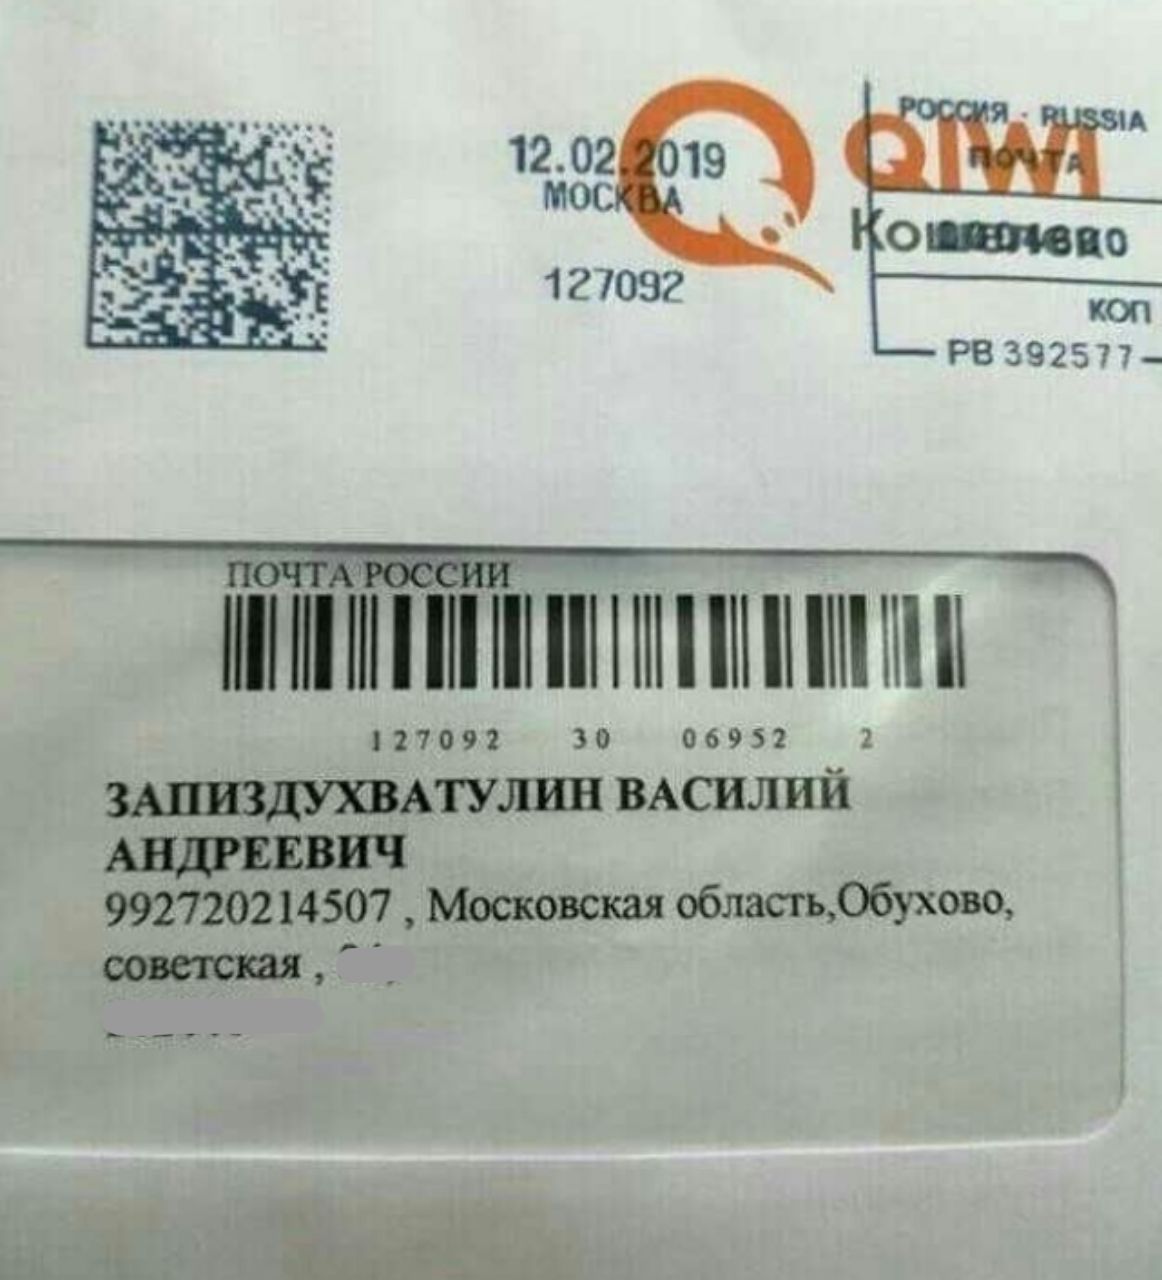 12.02.2019
МОСКВА
127092
QIWI
РОССИЯ · RUSSIA
ПОЧТА
КОП
РВ 392577
ПОЧТА РОССИИ
127092 30 06952 2
ЗАПИЗДУХВАТУЛИН ВАСИЛИЙ
АНДРЕЕВИЧ
992720214507 , Московская область,Обухово,
советская ,